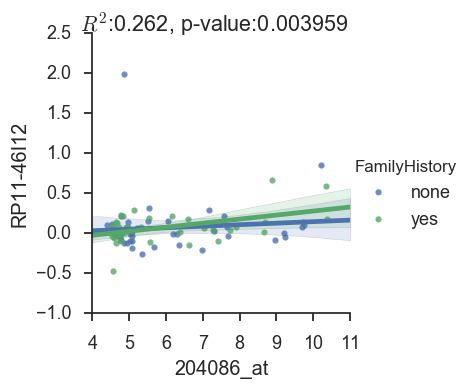 R²:0.262, p-value:0.003959
2.5
2.0
1.5
1.0
0.5
0.0
−0.5
−1.0
RP11-46I12
4 5 6 7 8 9 10 11
204086_at
FamilyHistory
none
yes